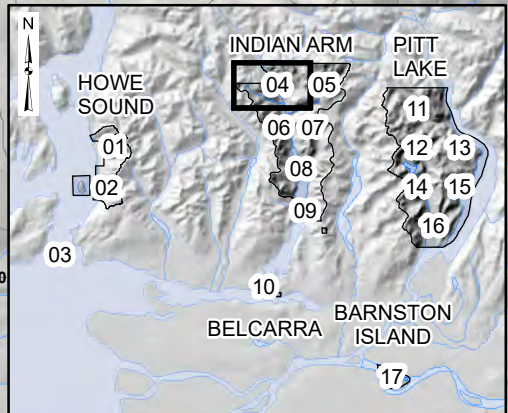 N
INDIAN ARM
PITT
LAKE
HOWE
SOUND
04
05
11
01
06
07
12
13
02
08
14
15
09
16
03
10
BARNSTON
ISLAND
BELCARRA
17
0